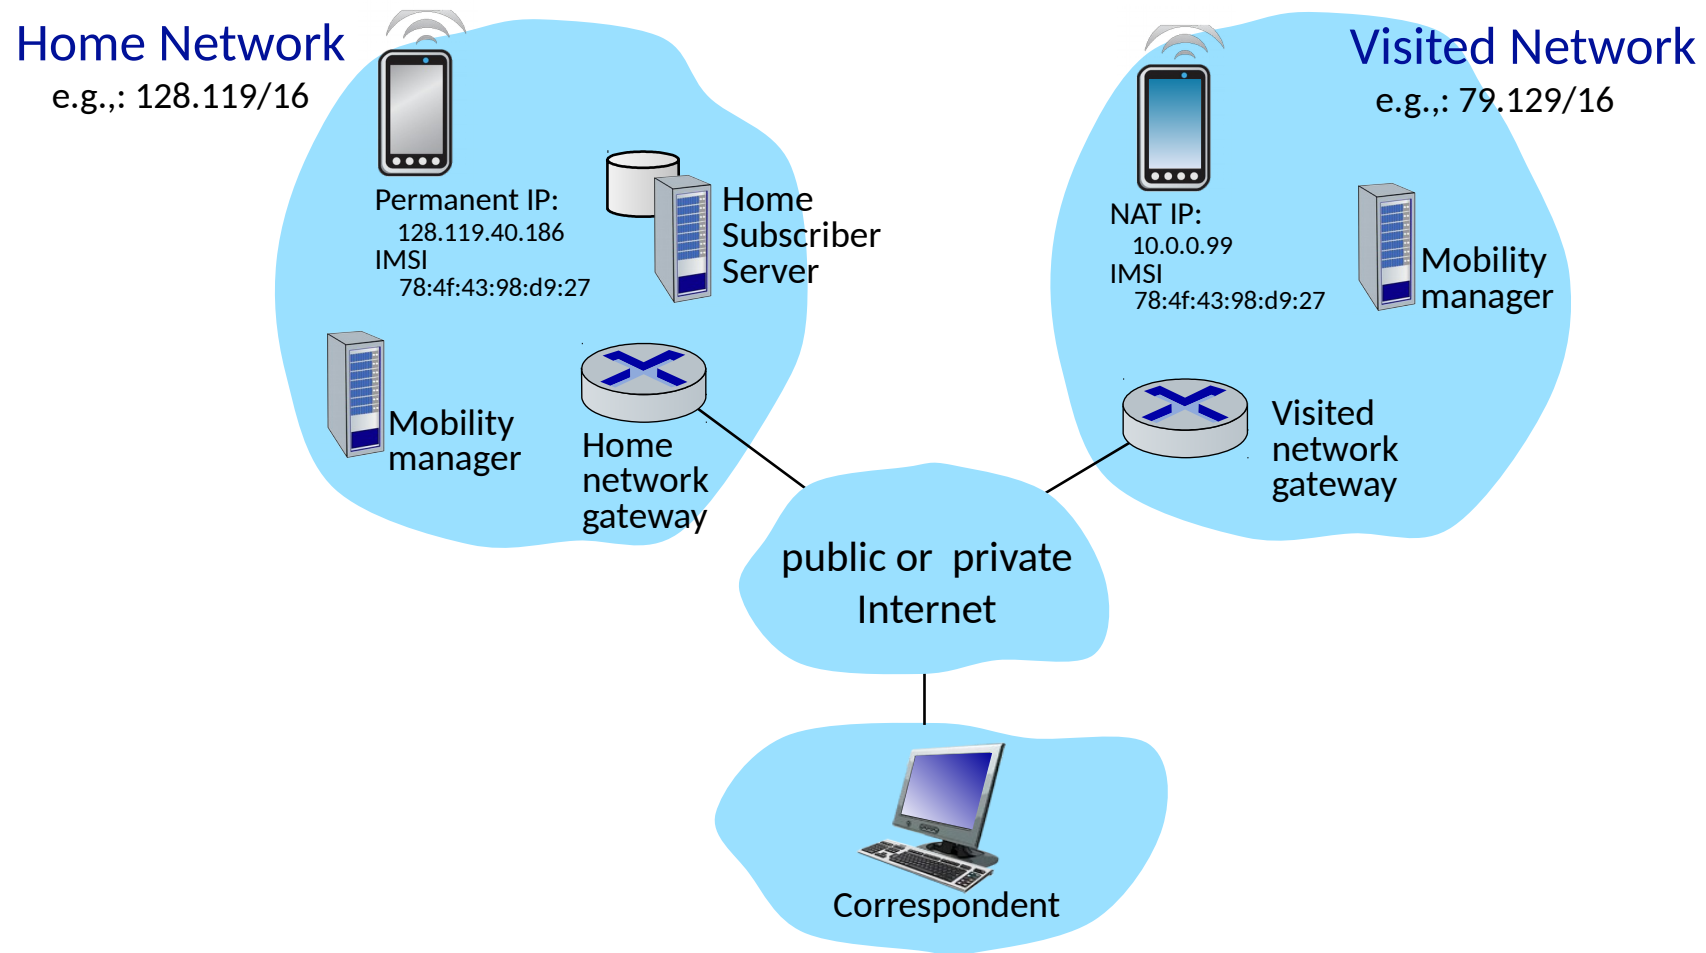 Home Network
e.g.,: 128.119/16
Permanent IP:
128.119.40.186
IMSI
78:4f:43:98:d9:27
Home
Subscriber
Server
Mobility
manager
Home
network
gateway
Visited Network
e.g.,: 79.129/16
NAT IP:
10.0.0.99
IMSI
78:4f:43:98:d9:27
Mobility
manager
Visited
network
gateway
public or  private
Internet
Correspondent